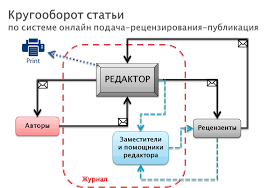 Кругооборот статьи
по системе онлайн подача-рецензирования-публикация
Print
РЕДАКТОР
Авторы
Заместители
и помощники
редактора
Рецензенты
Журнал